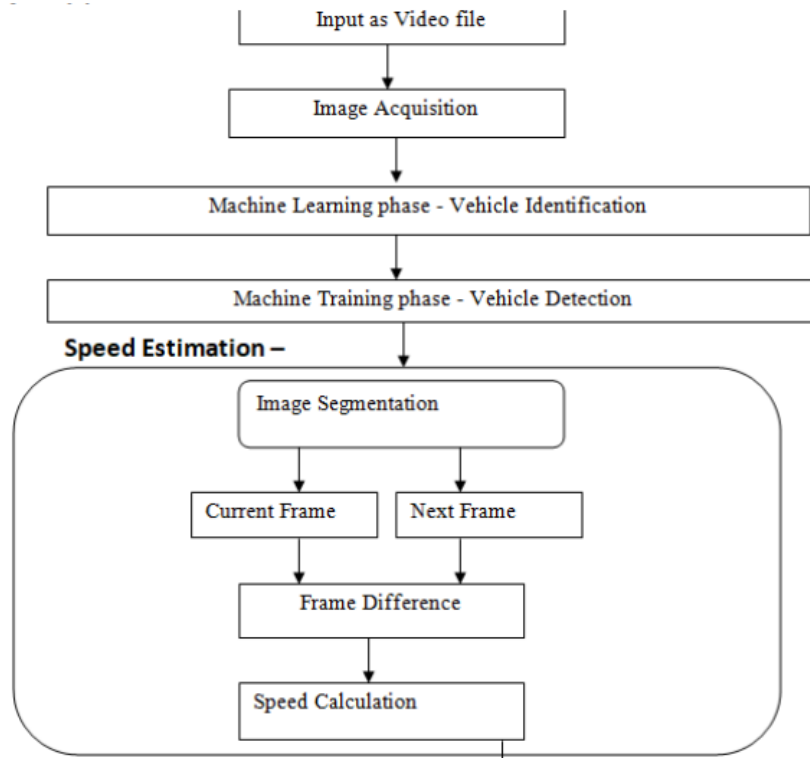 Input as Video file
Image Acquisition
Machine Learning phase - Vehicle Identification
Machine Training phase - Vehicle Detection
Speed Estimation –
Image Segmentation
Current Frame
Next Frame
Frame Difference
Speed Calculation